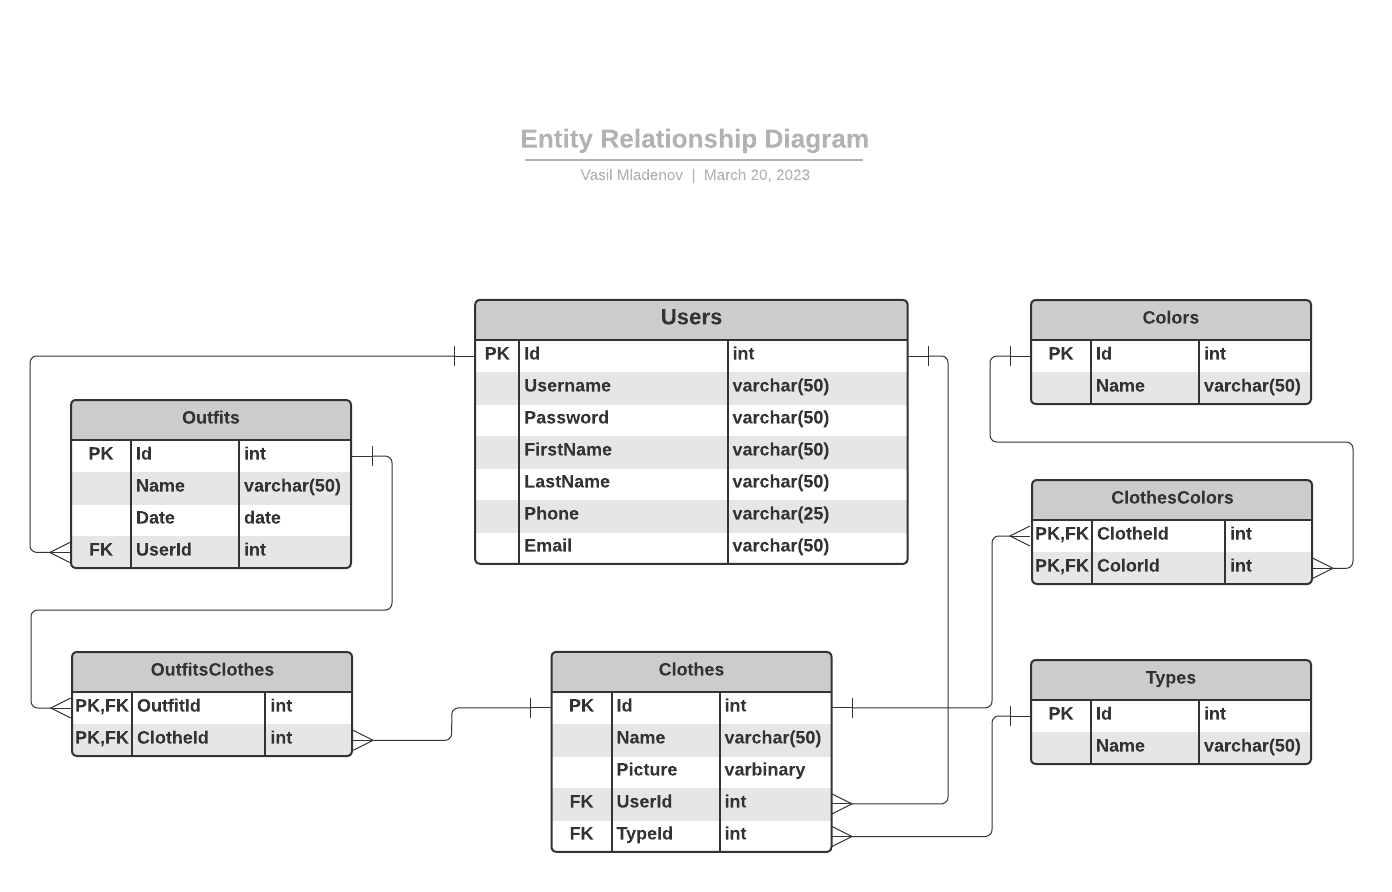 Entity Relationship Diagram
Vasil Mladenov | March 20, 2023
Users
PK Id int
Username varchar(50)
Password varchar(50)
FirstName varchar(50)
LastName varchar(50)
Phone varchar(25)
Email varchar(50)
Colors
PK Id int
Name varchar(50)
Outfits
PK Id int
Name varchar(50)
Date date
FK UserId int
ClothesColors
PK,FK ClotheId int
PK,FK ColorId int
OutfitsClothes
PK,FK OutfitId int
PK,FK ClotheId int
Clothes
PK Id int
Name varchar(50)
Picture varbinary
FK UserId int
FK TypeId int
Types
PK Id int
Name varchar(50)